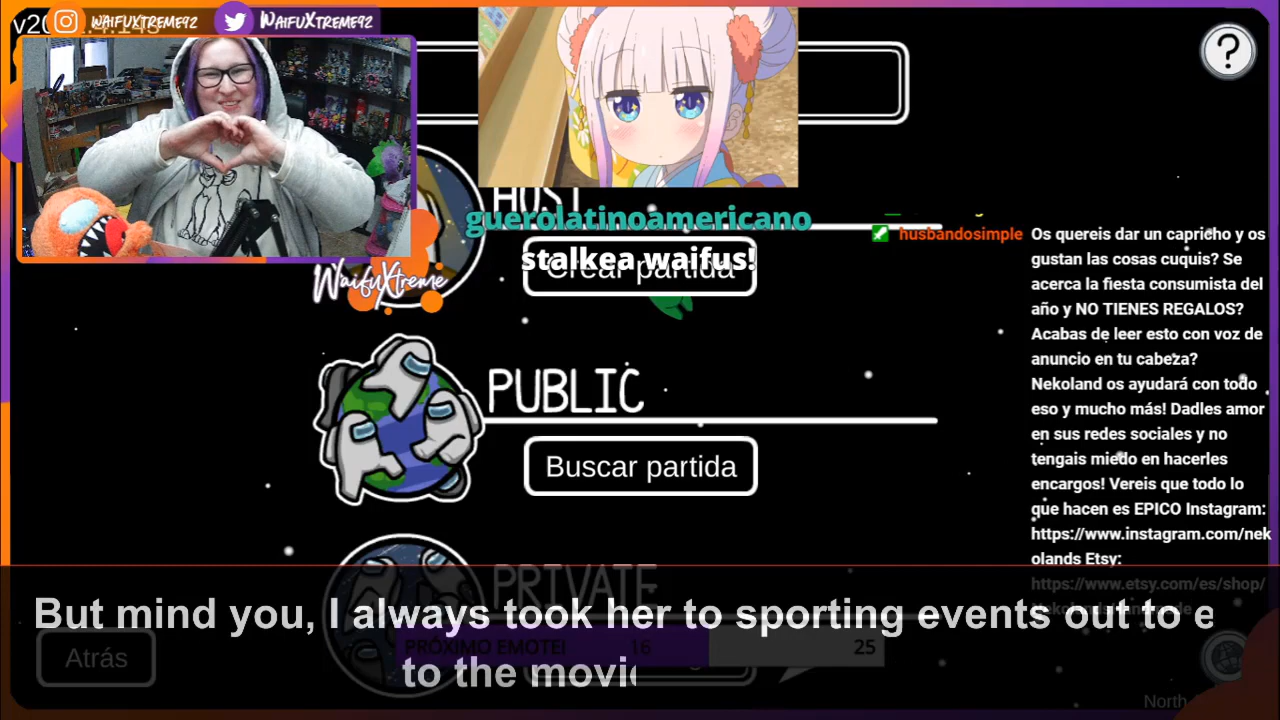 WAIFUXTREME92 WAIFUXTREME92
HOST
guerolatinoamericano
stalkea waifus!
Crear partida
WaifuXtreme
husbandosimple Os quereis dar un capricho y os
gustan las cosas cuquis? Se
acerca la fiesta consumista del
año y NO TIENES REGALOS?
Acabas de leer esto con voz de
anuncio en tu cabeza?
Nekoland os ayudará con todo
eso y mucho más! Dadles amor
en sus redes sociales y no
tengais miedo en hacerles
encargos! Vereis que todo lo
que hacen es EPICO Instagram:
https://www.instagram.com/nek
olands Etsy:
https://www.etsy.com/es/shop/
PUBLIC
Buscar partida
PRIVATE
But mind you, I always took her to sporting events out to e
to the movi
PRÓXIMO EMOTE! 16 25
Atrás
North